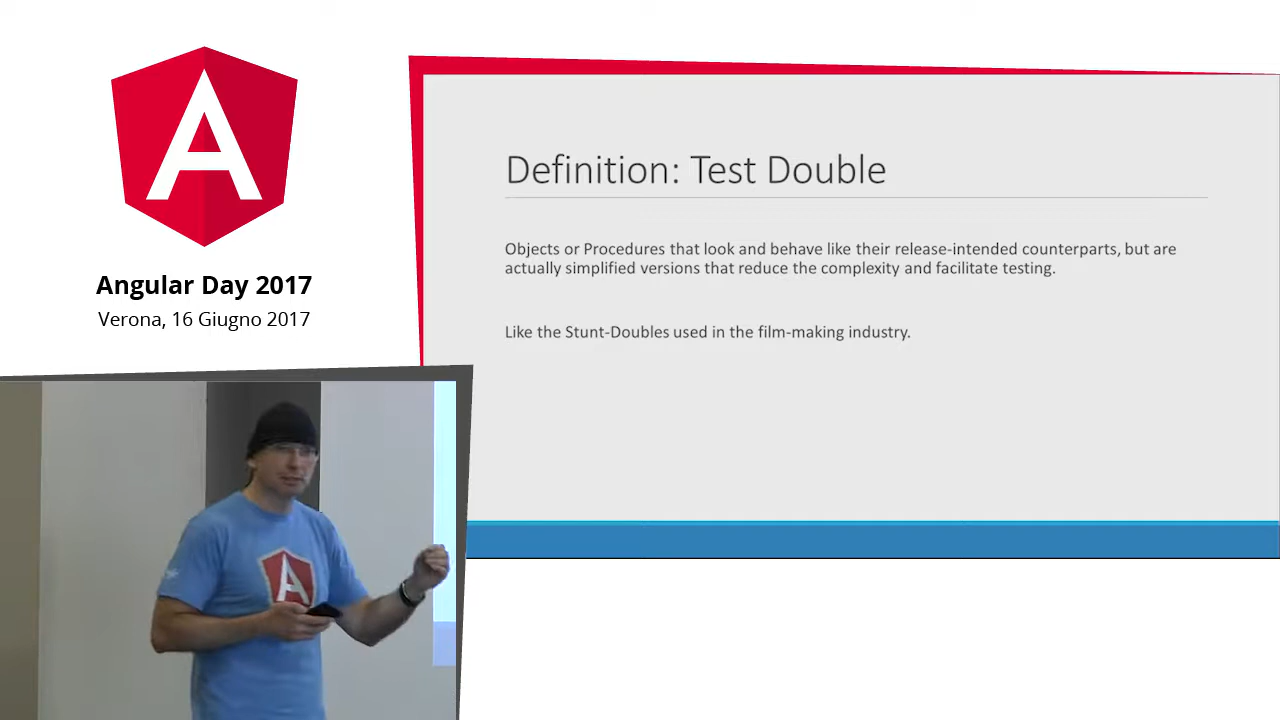 A
Angular Day 2017
Verona, 16 Giugno 2017
Definition: Test Double
Objects or Procedures that look and behave like their release-intended counterparts, but are
actually simplified versions that reduce the complexity and facilitate testing.
Like the Stunt-Doubles used in the film-making industry.
A